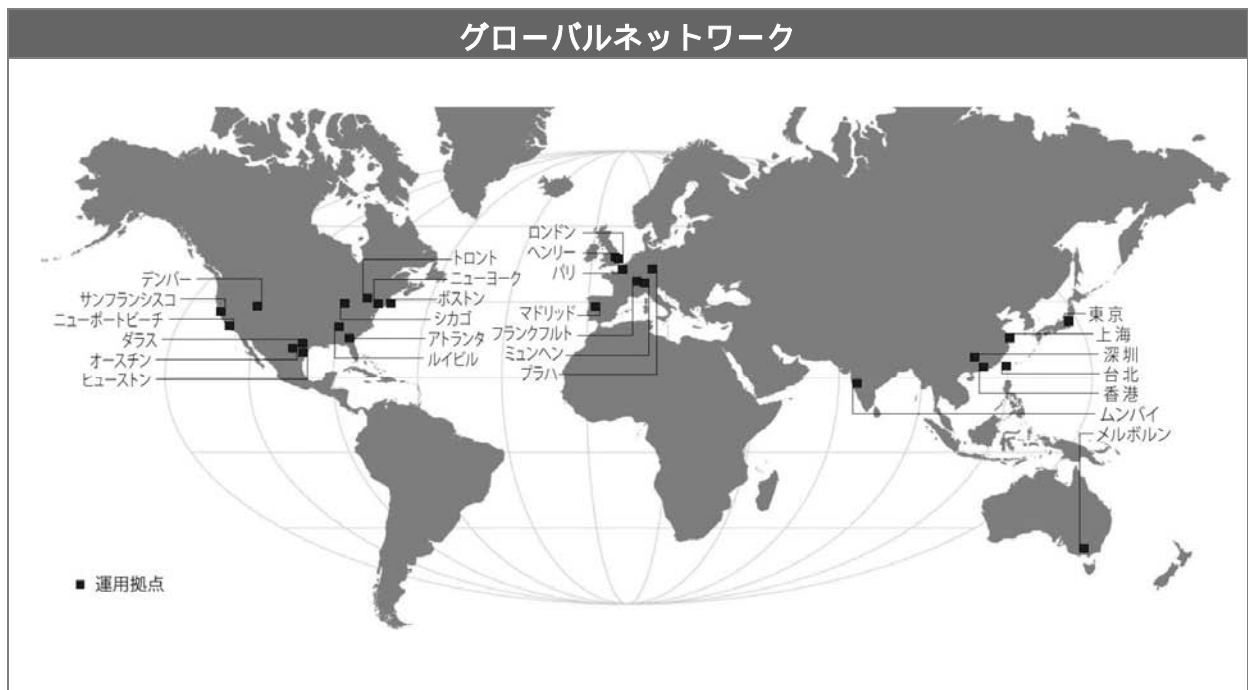 グローバルネットワーク
デンバー
サンフランシスコ
ニューポートビーチ
ダラス
オースチン
ヒューストン
トロント
ニューヨーク
ボストン
シカゴ
アトランタ
ルイビル
ロンドン
ヘンリー
パリ
マドリッド
フランクフルト
ミュンヘン
プラハ
東京
上海
深圳
台北
香港
ムンバイ
メルボルン
■ 運用拠点